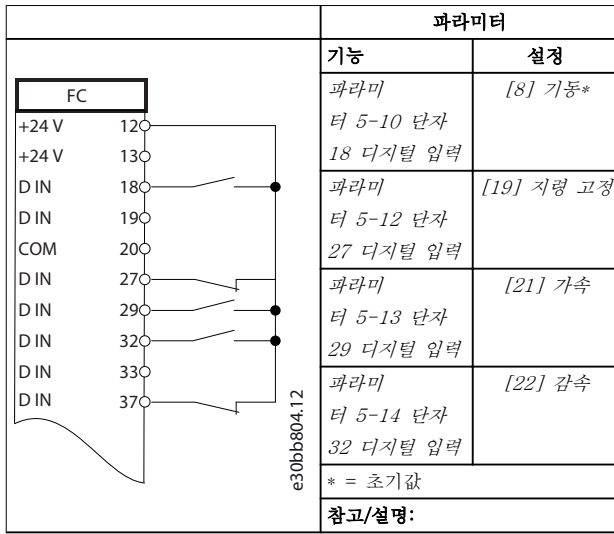 파라미터
기능 설정
FC
+24 V 12
+24 V 13
D IN 18
D IN 19
COM 20
D IN 27
D IN 29
D IN 32
D IN 33
D IN 37
e30bb804.12
파라미
터 5-10 단자
18 디지털 입력
[8] 기동*
파라미
터 5-12 단자
27 디지털 입력
[19] 지령 고정
파라미
터 5-13 단자
29 디지털 입력
[21] 가속
파라미
터 5-14 단자
32 디지털 입력
[22] 감속
* = 초기값
참고/설명: